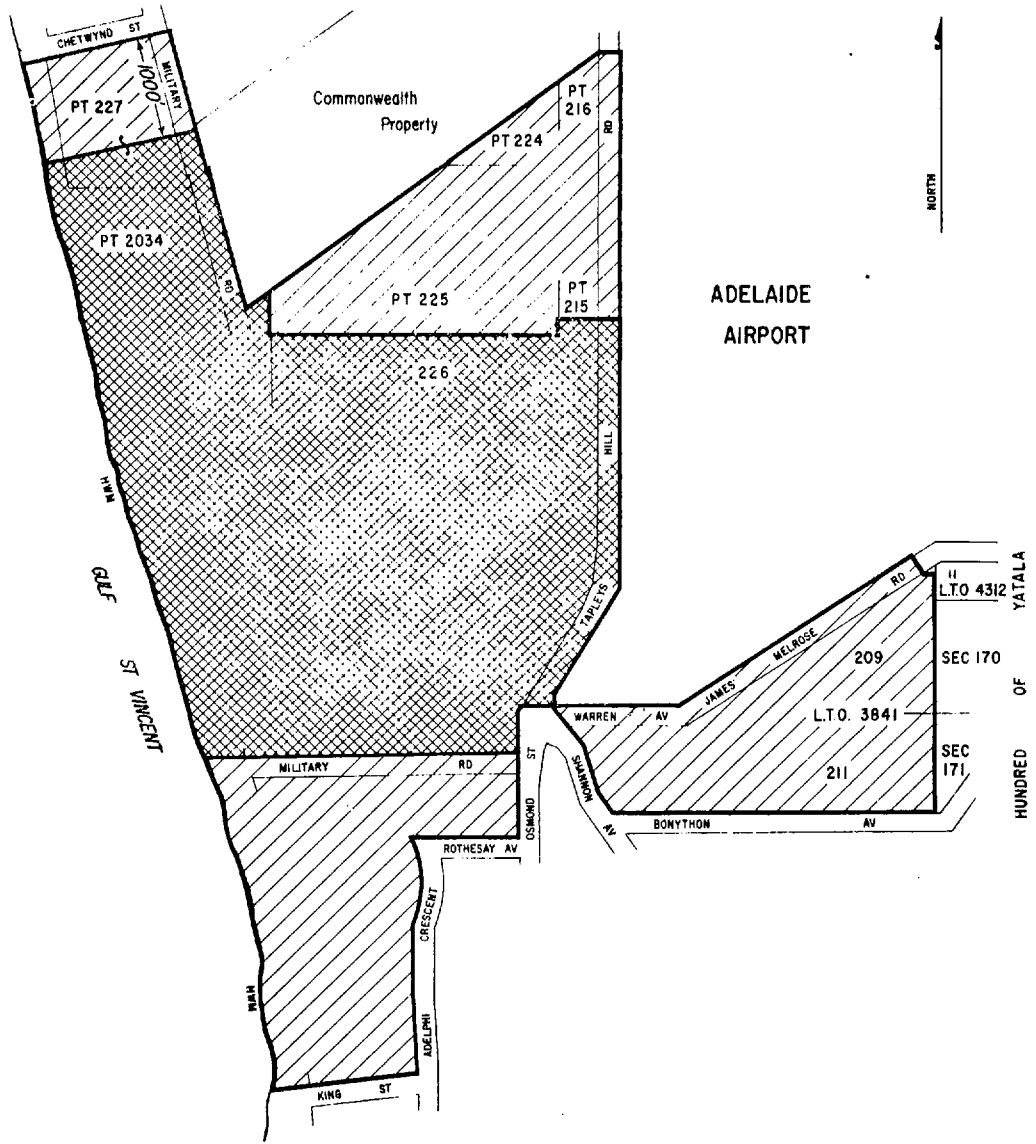 CHETWYND ST
MILITARY
1000
PT 227
Commonwealth
Property
PT
216
PT 224
RD
NORTH
PT 2034
RD
PT 225
PT
215
ADELAIDE
AIRPORT
226
HILL
MWH
GULF
ST VINCENT
TAPLEYS
JAMES MELROSE RD
11
L.T.O 4312
HUNDRED OF YATALA
209
SEC 170
WARREN AV
L.T.O. 3841
SEC
171
211
MILITARY RD
OSMOND ST
SHANNON AV
BONYTHON AV
ROTHESAY AV
ADELPHI CRESCENT
MWH
KING ST